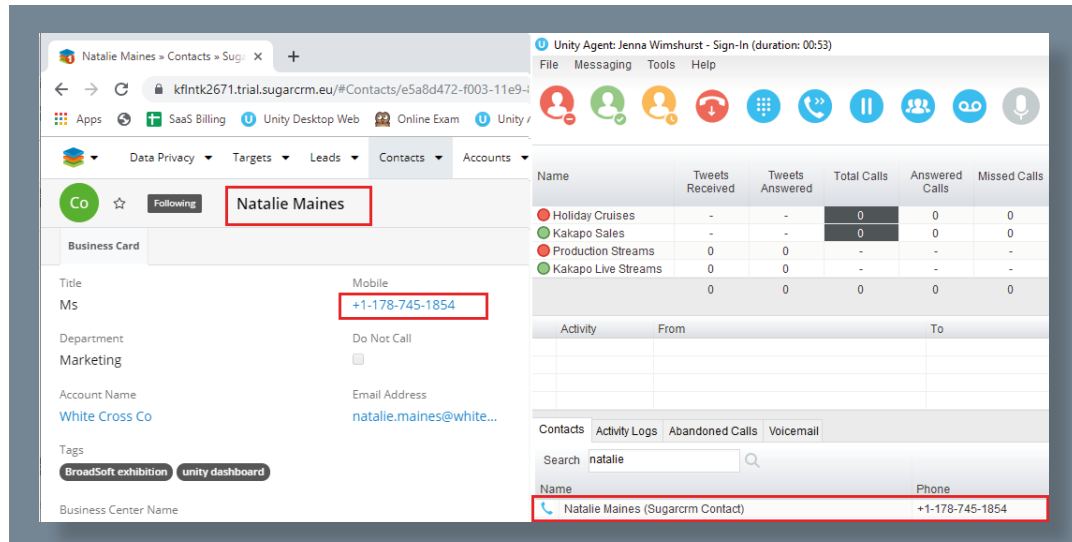 Natalie Maines » Contacts » Suga
kflntk2671.trial.sugarcrm.eu/#Contacts/e5a8d472-f003-11e9-
Apps SaaS Billing Unity Desktop Web Online Exam Unity
Data Privacy Targets Leads Contacts Accounts
Co Following Natalie Maines
Business Card
Title Mobile
Ms +1-178-745-1854
Department Do Not Call
Marketing
Account Name Email Address
White Cross Co natalie.maines@white...
Tags
BroadSoft exhibition unity dashboard
Business Center Name
Unity Agent: Jenna Wimshurst - Sign-In (duration: 00:53)
File Messaging Tools Help
Name Tweets Received Tweets Answered Total Calls Answered Calls Missed Calls
Holiday Cruises - - 0 0 0
Kakapo Sales - - 0 0 0
Production Streams 0 0 - - -
Kakapo Live Streams 0 0 - - -
0 0 0 0 0
Activity From To
Contacts Activity Logs Abandoned Calls Voicemail
Search natalie
Name Phone
Natalie Maines (Sugarcrm Contact) +1-178-745-1854